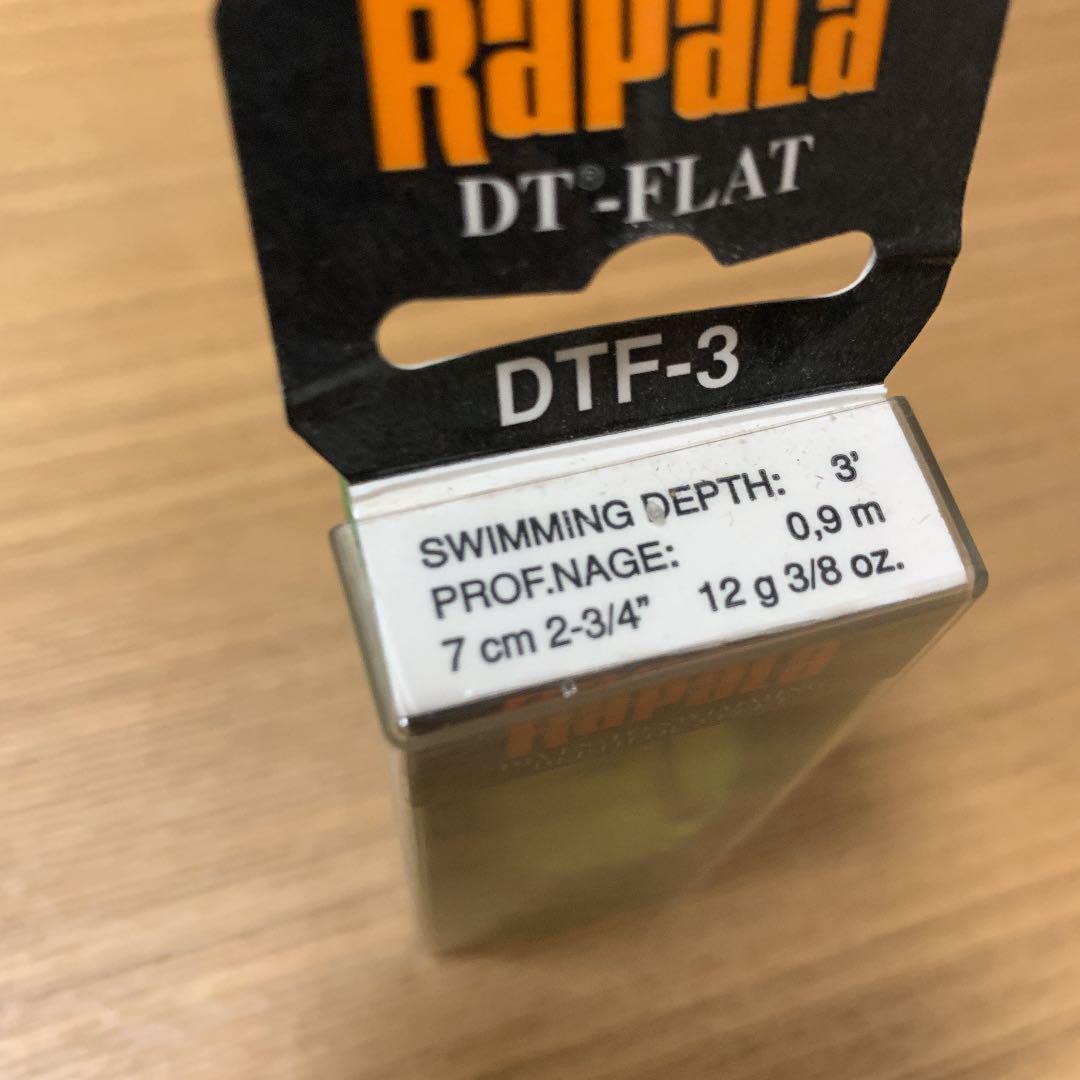 Rapala
DT®-FLAT
DTF-3
SWIMMING DEPTH: 3'
PROF.NAGE: 0,9 m
7 cm 2-3/4" 12 g 3/8 oz.
Rapala